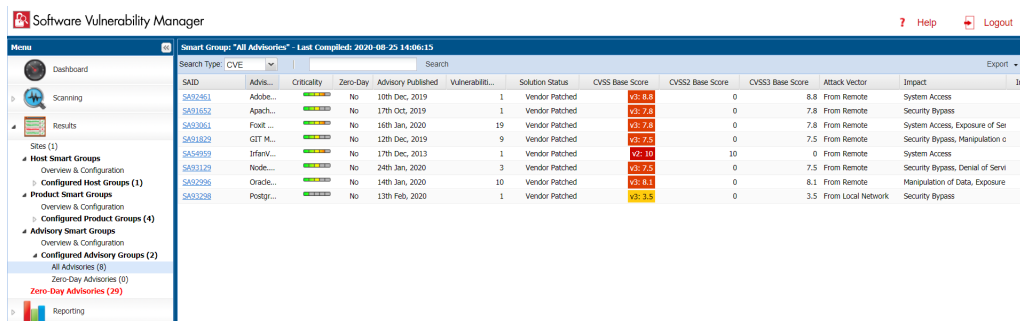 Software Vulnerability Manager
? Help Logout
Menu
Smart Group: "All Advisories" - Last Compiled: 2020-08-25 14:06:15
Dashboard
Search Type: CVE Search Export
SAID Advis... Criticality Zero-Day Advisory Published Vulnerabiliti... Solution Status CVSS Base Score CVSS2 Base Score CVSS3 Base Score Attack Vector Impact In
SA92461 Adobe... No 10th Dec, 2019 1 Vendor Patched v3: 8.8 0 8.8 From Remote System Access
SA91652 Apach... No 17th Oct, 2019 1 Vendor Patched v3: 7.8 0 7.8 From Remote Security Bypass
SA93061 Foxit ... No 16th Jan, 2020 19 Vendor Patched v3: 7.8 0 7.8 From Remote System Access, Exposure of Ser
SA91829 GIT M... No 12th Dec, 2019 9 Vendor Patched v3: 7.5 0 7.5 From Remote Security Bypass, Manipulation o
SA54959 IrfanV... No 17th Dec, 2013 1 Vendor Patched v2: 10 10 0 From Remote System Access
SA93129 Node.... No 24th Jan, 2020 3 Vendor Patched v3: 7.5 0 7.5 From Remote Security Bypass, Denial of Servi
SA92996 Oracle... No 14th Jan, 2020 10 Vendor Patched v3: 8.1 0 8.1 From Remote Manipulation of Data, Exposure
SA93298 Postgr... No 13th Feb, 2020 1 Vendor Patched v3: 3.5 0 3.5 From Local Network Security Bypass
Scanning
Results
Sites (1)
Host Smart Groups
Overview & Configuration
Configured Host Groups (1)
Product Smart Groups
Overview & Configuration
Configured Product Groups (4)
Advisory Smart Groups
Overview & Configuration
Configured Advisory Groups (2)
All Advisories (8)
Zero-Day Advisories (0)
Zero-Day Advisories (29)
Reporting